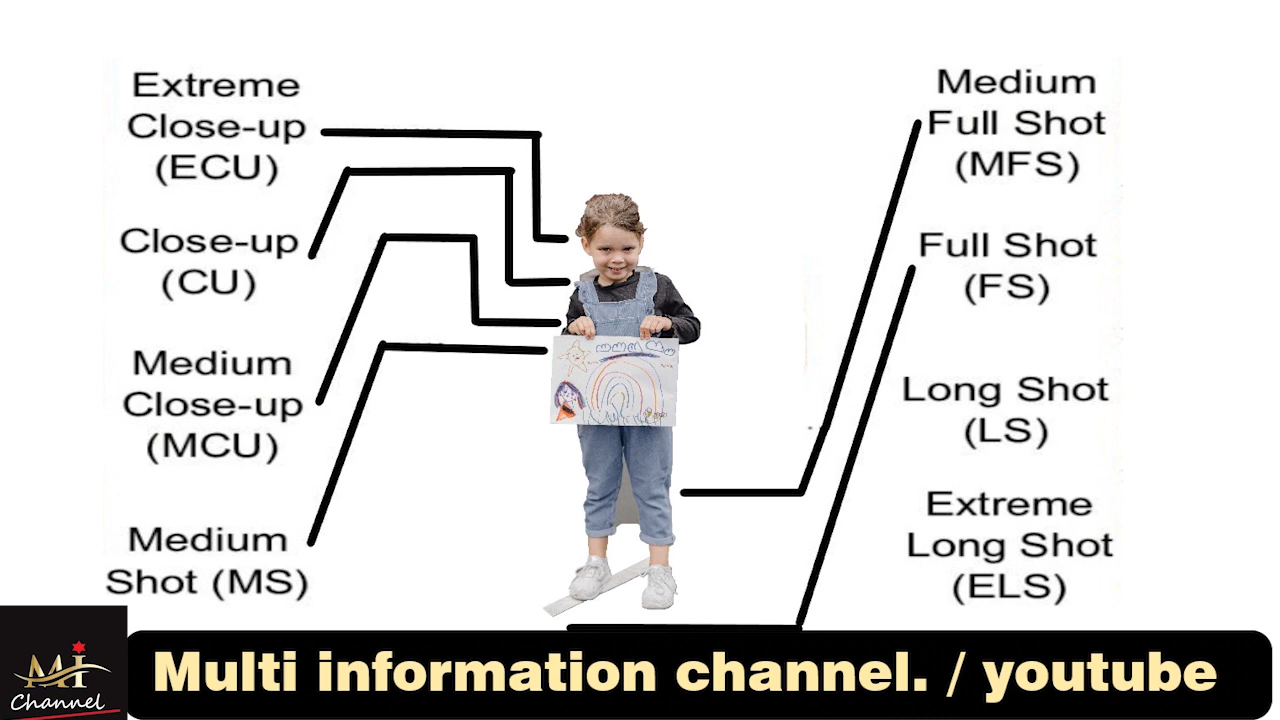 Extreme
Close-up
(ECU)
Close-up
(CU)
Medium
Close-up
(MCU)
Medium
Shot (MS)
Medium
Full Shot
(MFS)
Full Shot
(FS)
Long Shot
(LS)
Extreme
Long Shot
(ELS)
MI
Channel
Multi information channel. / youtube